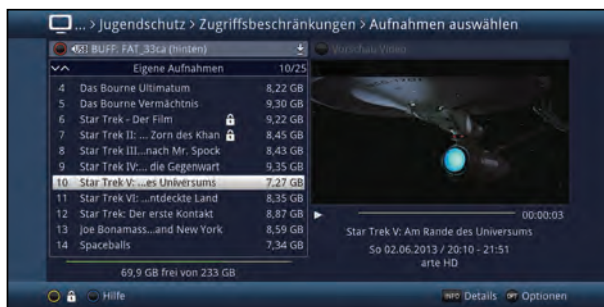 ... > Jugendschutz > Zugriffsbeschränkungen > Aufnahmen auswählen
BUFF: FAT_33ca (hinten)
Vorschau Video
Eigene Aufnahmen 10/25
4 Das Bourne Ultimatum 8,22 GB
5 Das Bourne Vermächtnis 9,30 GB
6 Star Trek - Der Film 9,22 GB
7 Star Trek II: ... Zorn des Khan 8,45 GB
8 Star Trek III...nach Mr. Spock 8,43 GB
9 Star Trek IV:... die Gegenwart 9,35 GB
10 Star Trek V: ...es Universums 7,27 GB
11 Star Trek VI: ...ntdeckte Land 8,35 GB
12 Star Trek: Der erste Kontakt 8,87 GB
13 Joe Bonamass...and New York 8,59 GB
14 Spaceballs 7,34 GB
69,9 GB frei von 233 GB
00:00:03
Star Trek V: Am Rande des Universums
So 02.06.2013 / 20:10 - 21:51
arte HD
Hilfe
INFO Details OPT Optionen